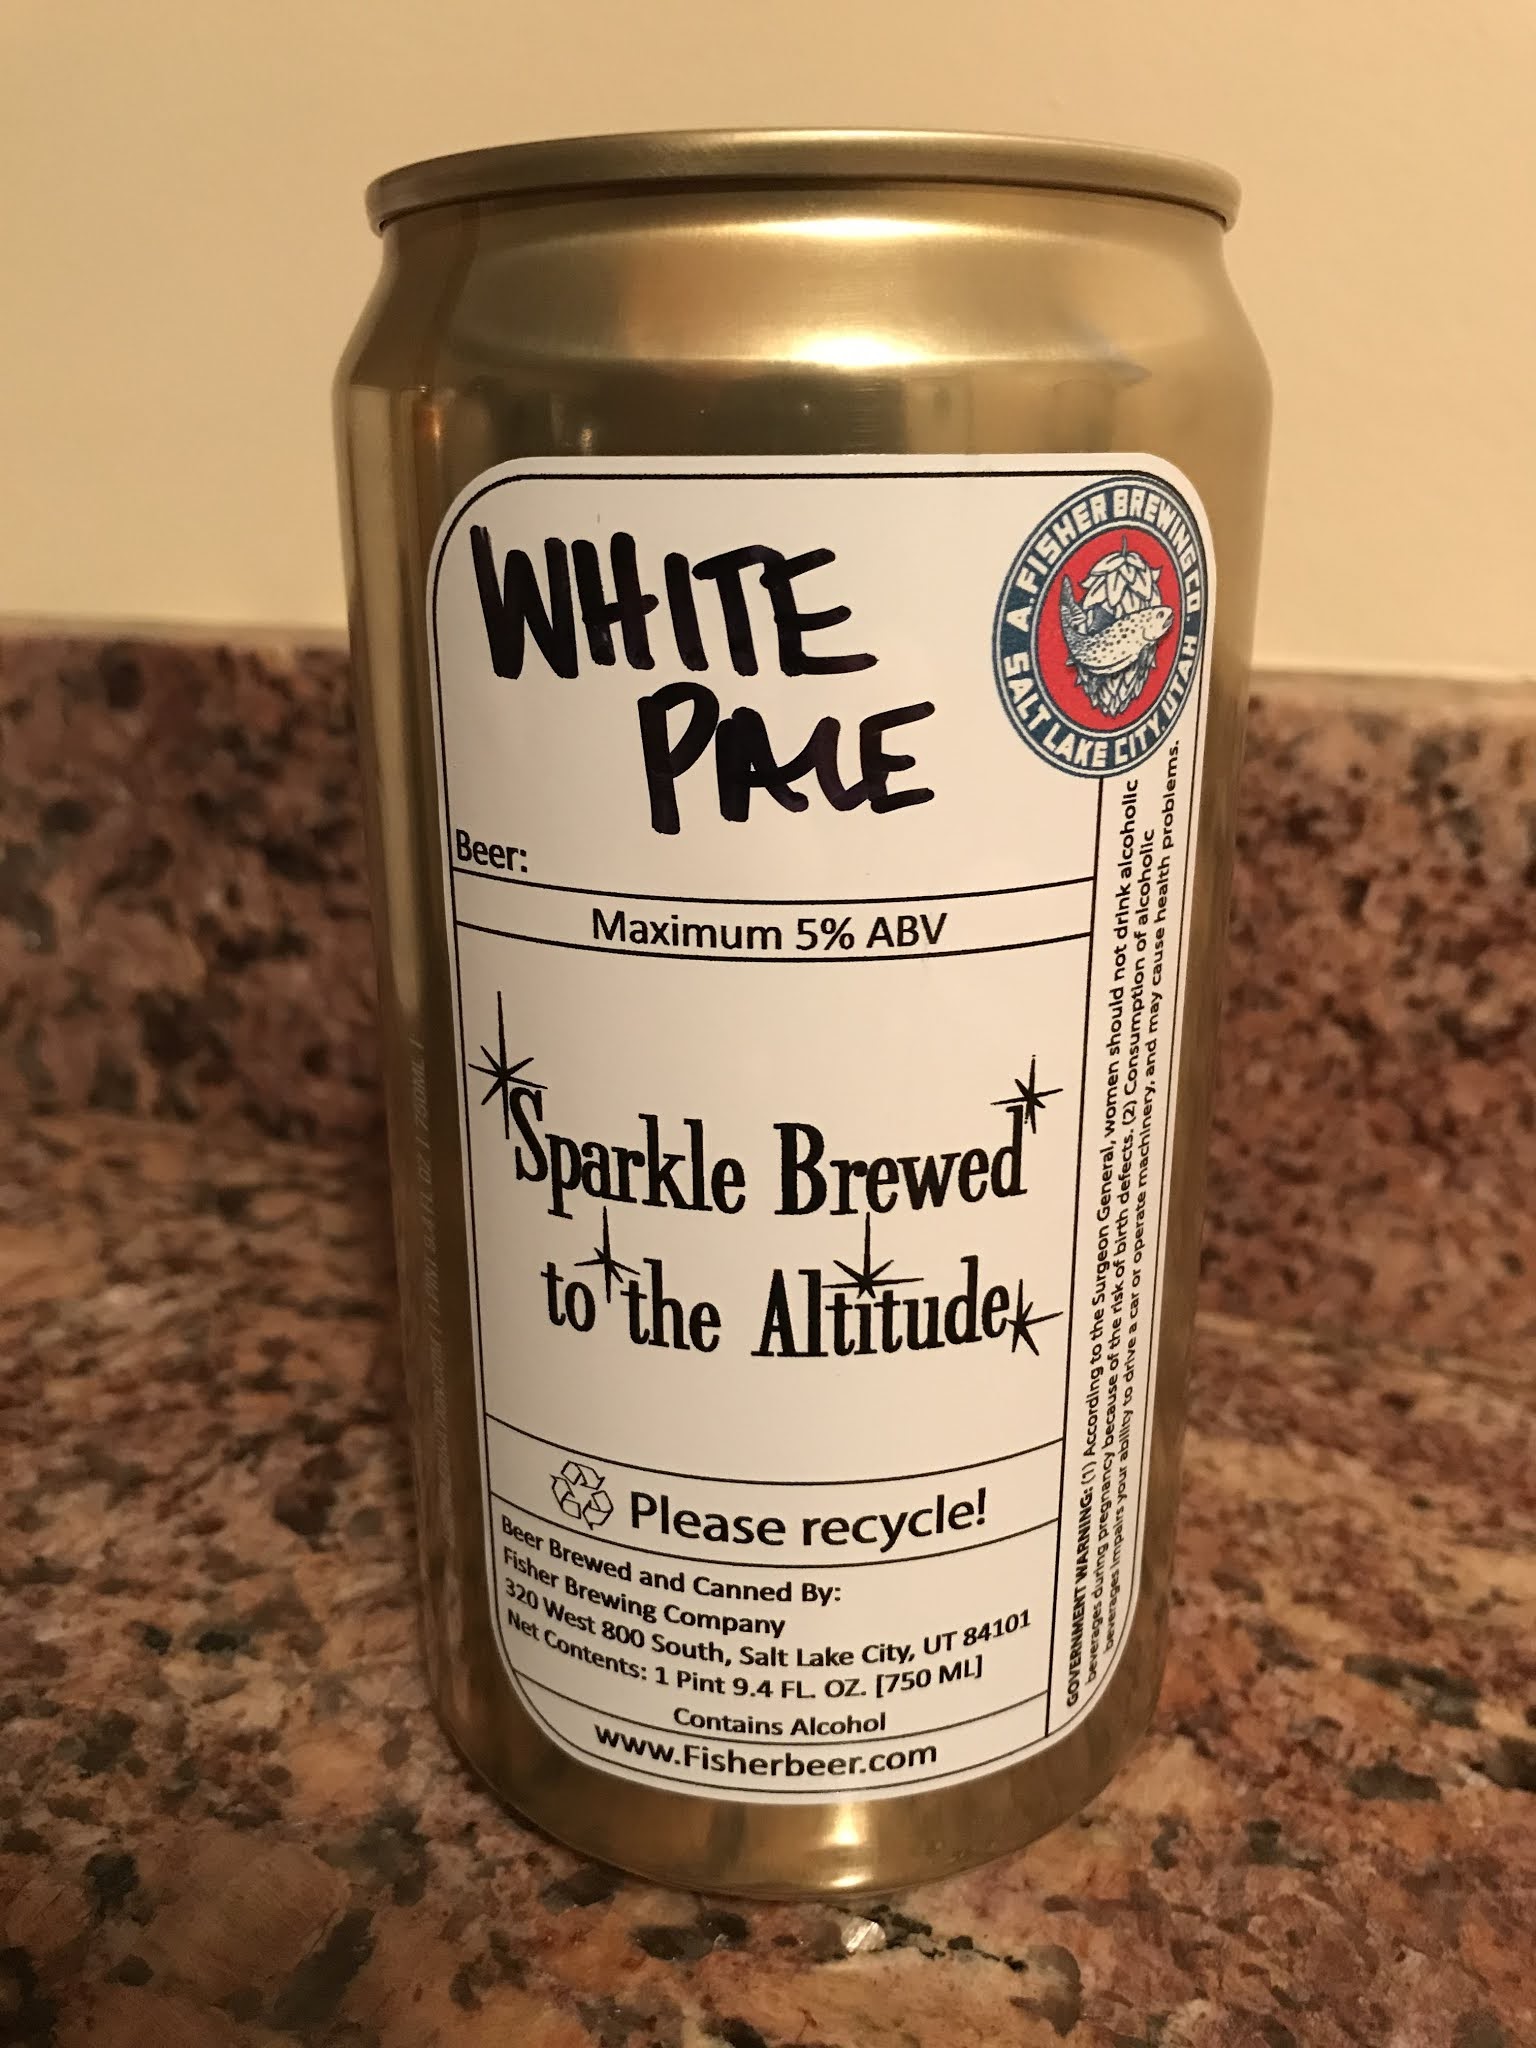 WHITE
PALE
A. FISHER BREWING CO.
SALT LAKE CITY, UTAH
Beer:
Maximum 5% ABV
Sparkle Brewed
to the Altitude
Please recycle!
Beer Brewed and Canned By:
Fisher Brewing Company
320 West 800 South, Salt Lake City, UT 84101
Net Contents: 1 Pint 9.4 FL. OZ. [750 ML]
Contains Alcohol
www.Fisherbeer.com
GOVERNMENT WARNING: (1) According to the Surgeon General, women should not drink alcoholic
beverages during pregnancy because of the risk of birth defects. (2) Consumption of alcoholic
beverages impairs your ability to drive a car or operate machinery, and may cause health problems.